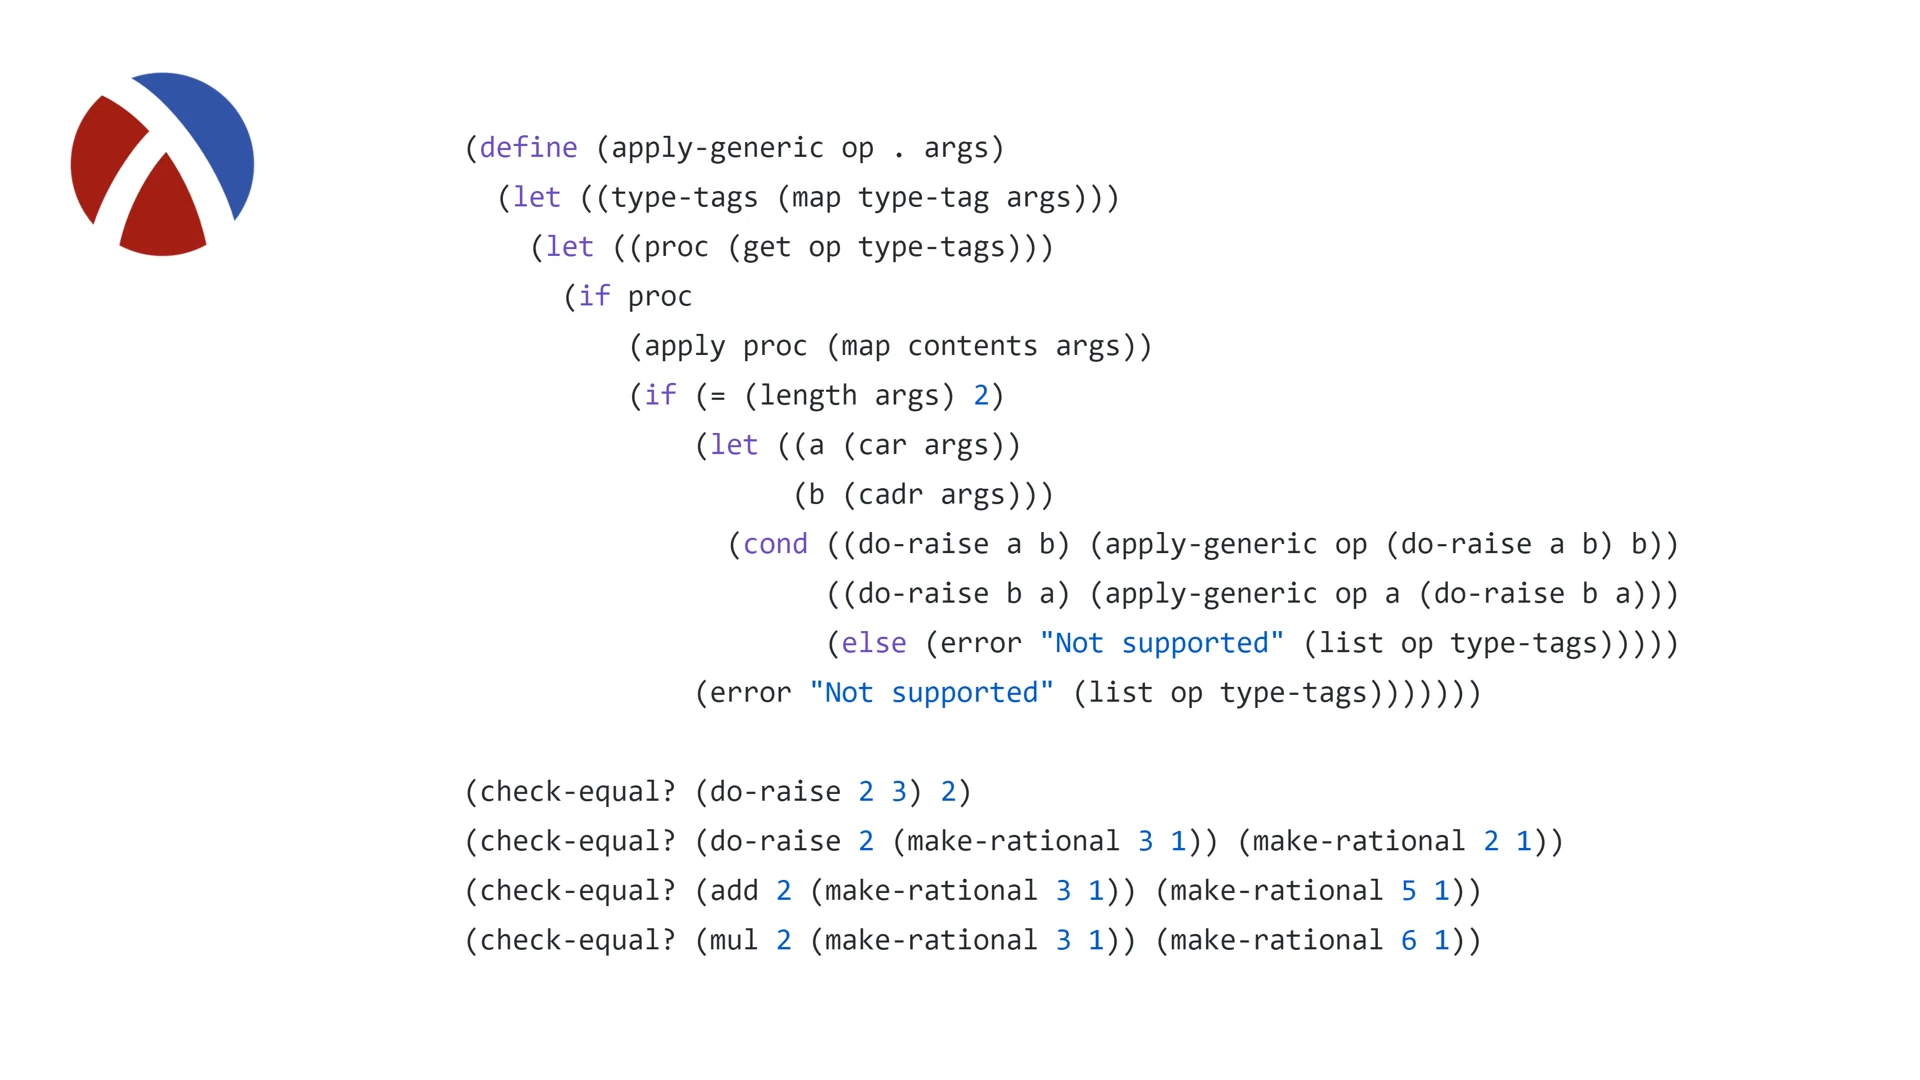 (define (apply-generic op . args)
  (let ((type-tags (map type-tag args)))
    (let ((proc (get op type-tags)))
      (if proc
          (apply proc (map contents args))
          (if (= (length args) 2)
              (let ((a (car args))
                    (b (cadr args)))
                (cond ((do-raise a b) (apply-generic op (do-raise a b) b))
                      ((do-raise b a) (apply-generic op a (do-raise b a)))
                      (else (error "Not supported" (list op type-tags)))))
              (error "Not supported" (list op type-tags)))))))

(check-equal? (do-raise 2 3) 2)
(check-equal? (do-raise 2 (make-rational 3 1)) (make-rational 2 1))
(check-equal? (add 2 (make-rational 3 1)) (make-rational 5 1))
(check-equal? (mul 2 (make-rational 3 1)) (make-rational 6 1))